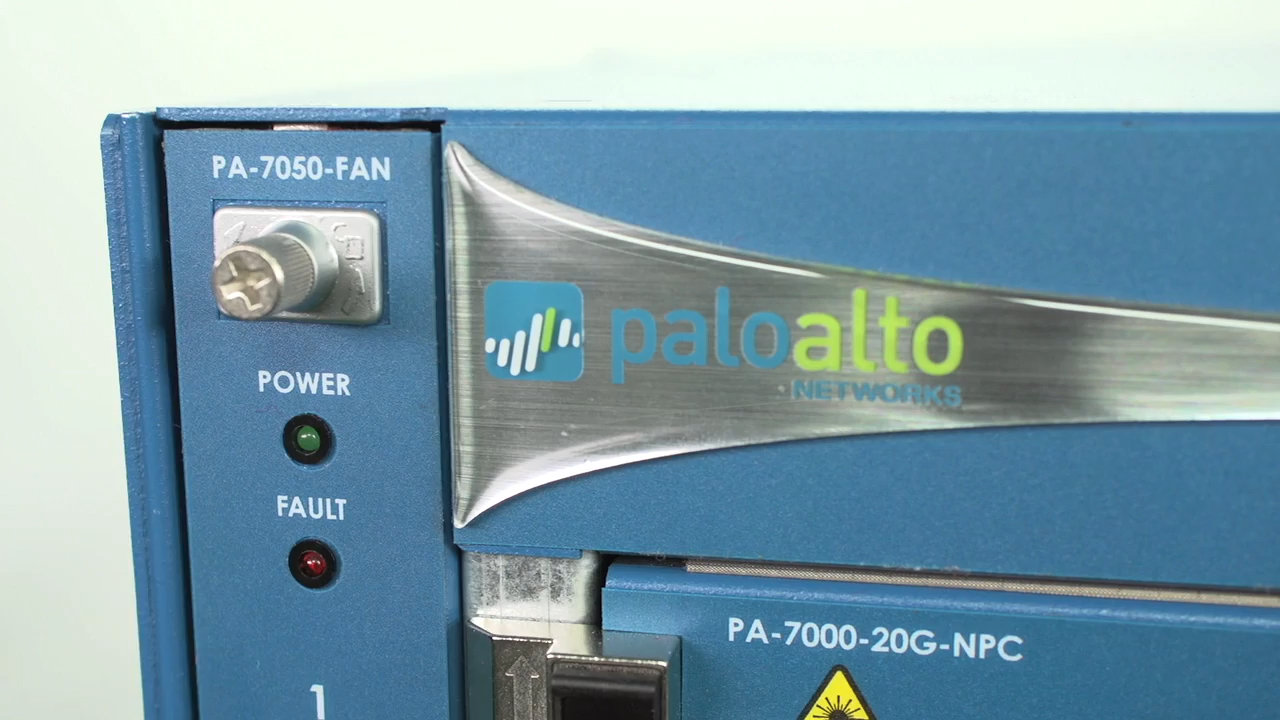 PA-7050-FAN
POWER
FAULT
1
paloalto
NETWORKS
PA-7000-20G-NPC